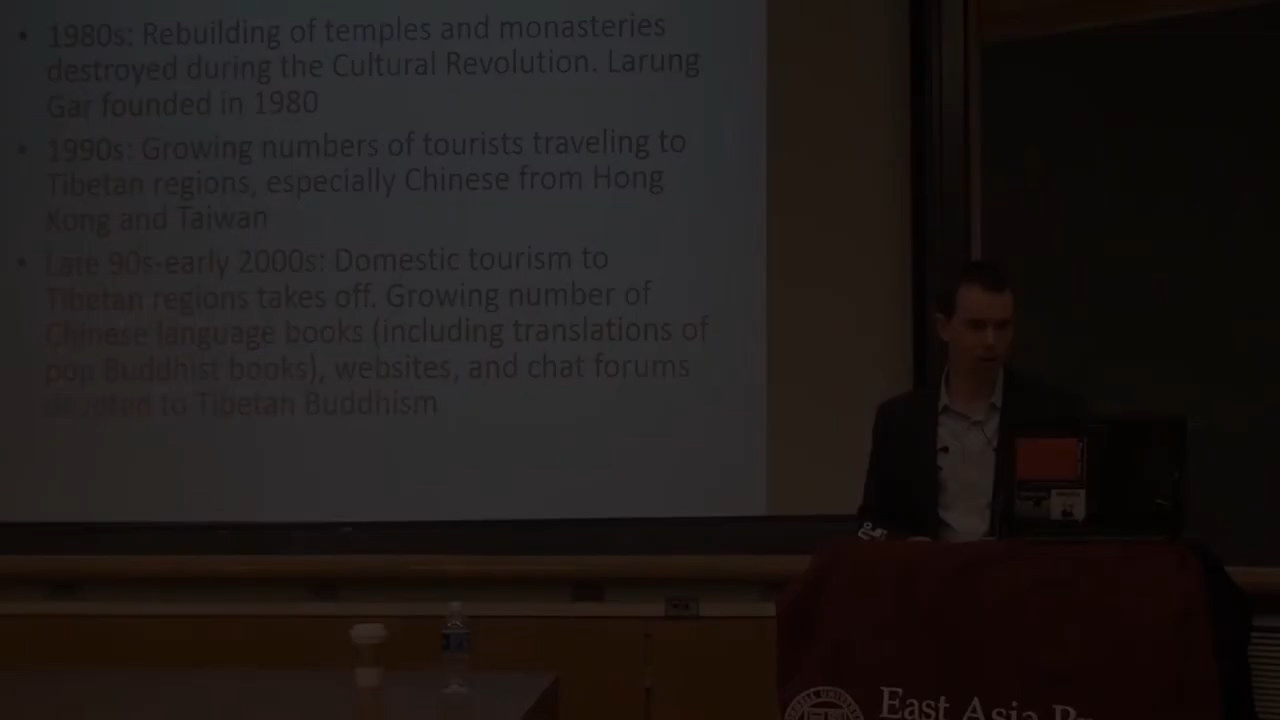 • 1980s: Rebuilding of temples and monasteries
destroyed during the Cultural Revolution. Larung
Gar founded in 1980
• 1990s: Growing numbers of tourists traveling to
Tibetan regions, especially Chinese from Hong
Kong and Taiwan
• Late 90s-early 2000s: Domestic tourism to
Tibetan regions takes off. Growing number of
Chinese language books (including translations of
pop Buddhist books), websites, and chat forums
devoted to Tibetan Buddhism
East Asia